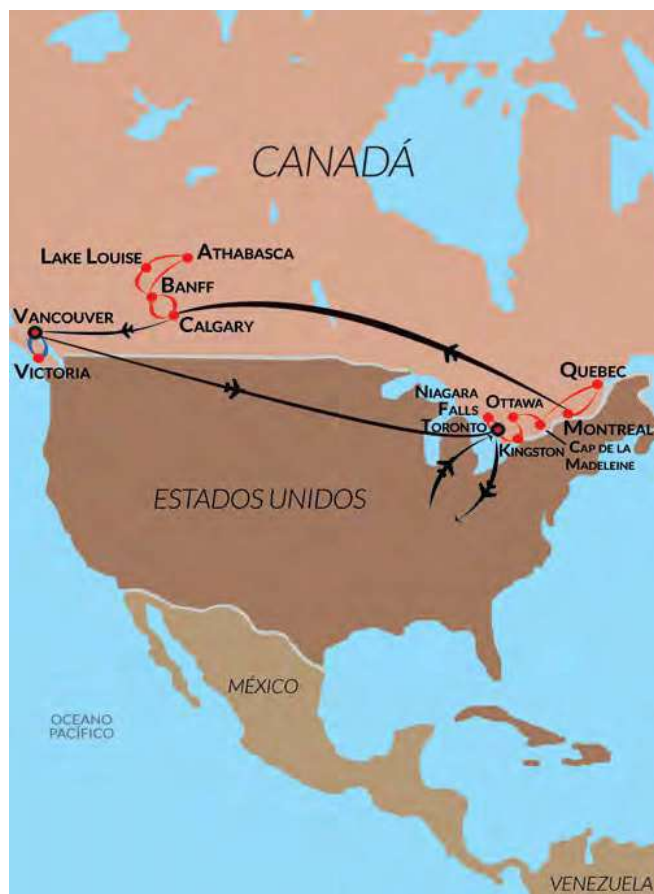 CANADÁ
LAKE LOUISE
ATHABASCA
BANFF
VANCOUVER
CALGARY
VICTORIA
QUEBEC
NIAGARA
FALLS
OTTAWA
TORONTO
MONTREAL
KINGSTON
CAP DE LA
MADELEINE
ESTADOS UNIDOS
MÉXICO
OCEANO
PACÍFICO
VENEZUELA